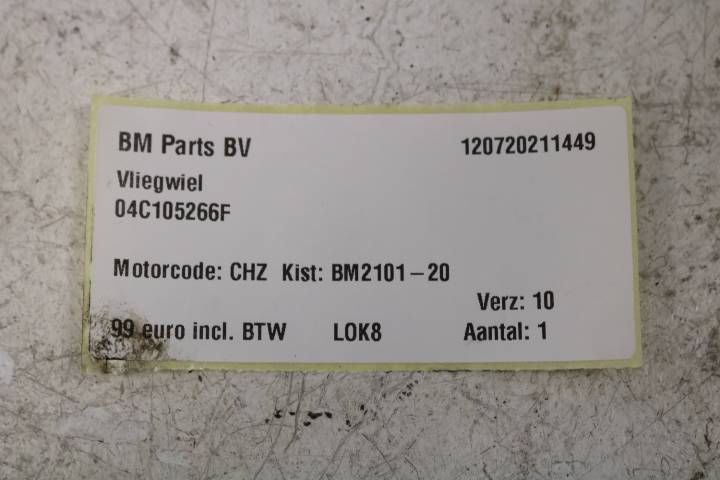 BM Parts BV 120720211449
Vliegwiel
04C105266F
Motorcode: CHZ Kist: BM2101-20
Verz: 10
99 euro incl. BTW LOK8 Aantal: 1